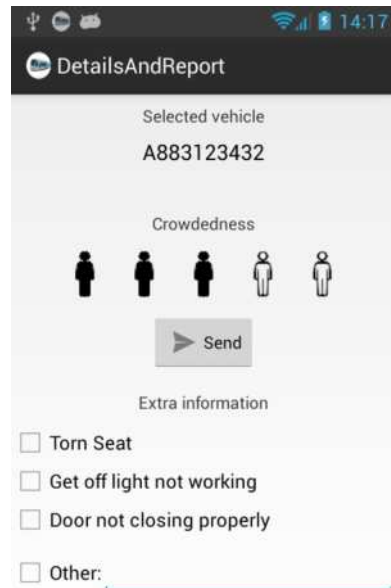 14:17
DetailsAndReport
Selected vehicle
A883123432
Crowdedness
Send
Extra information
Torn Seat
Get off light not working
Door not closing properly
Other: